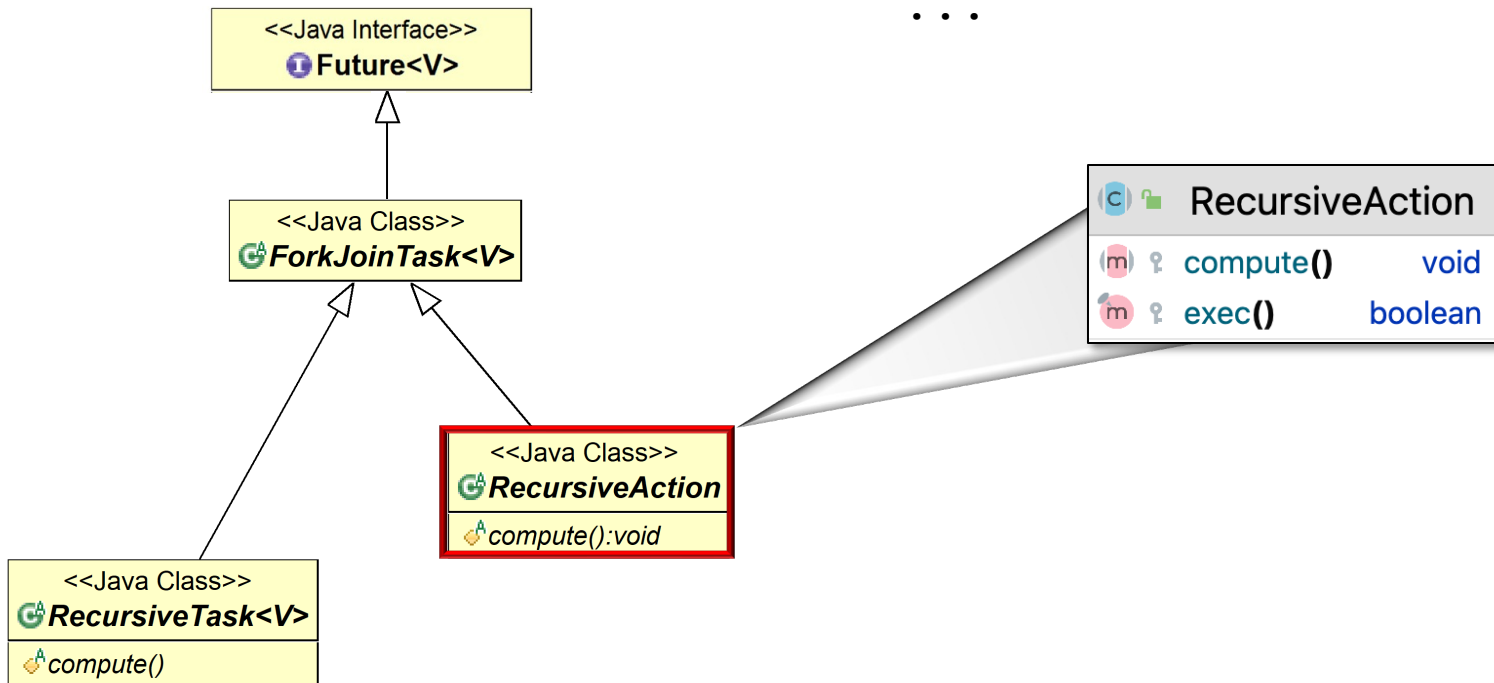 . . .
<<Java Interface>>
Future<V>
<<Java Class>>
ForkJoinTask<V>
RecursiveAction
compute() void
exec() boolean
<<Java Class>>
RecursiveAction
compute():void
<<Java Class>>
RecursiveTask<V>
compute()